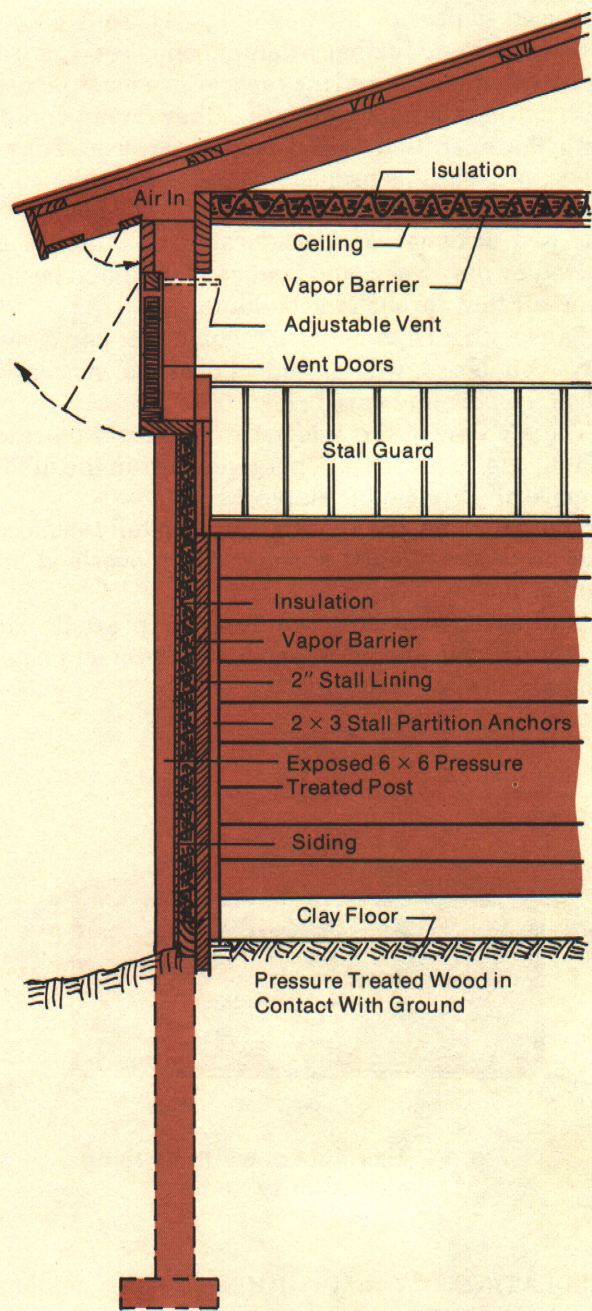 Air In
Isulation
Ceiling
Vapor Barrier
Adjustable Vent
Vent Doors
Stall Guard
Insulation
Vapor Barrier
2" Stall Lining
2 × 3 Stall Partition Anchors
Exposed 6 × 6 Pressure
Treated Post
Siding
Clay Floor
Pressure Treated Wood in
Contact With Ground